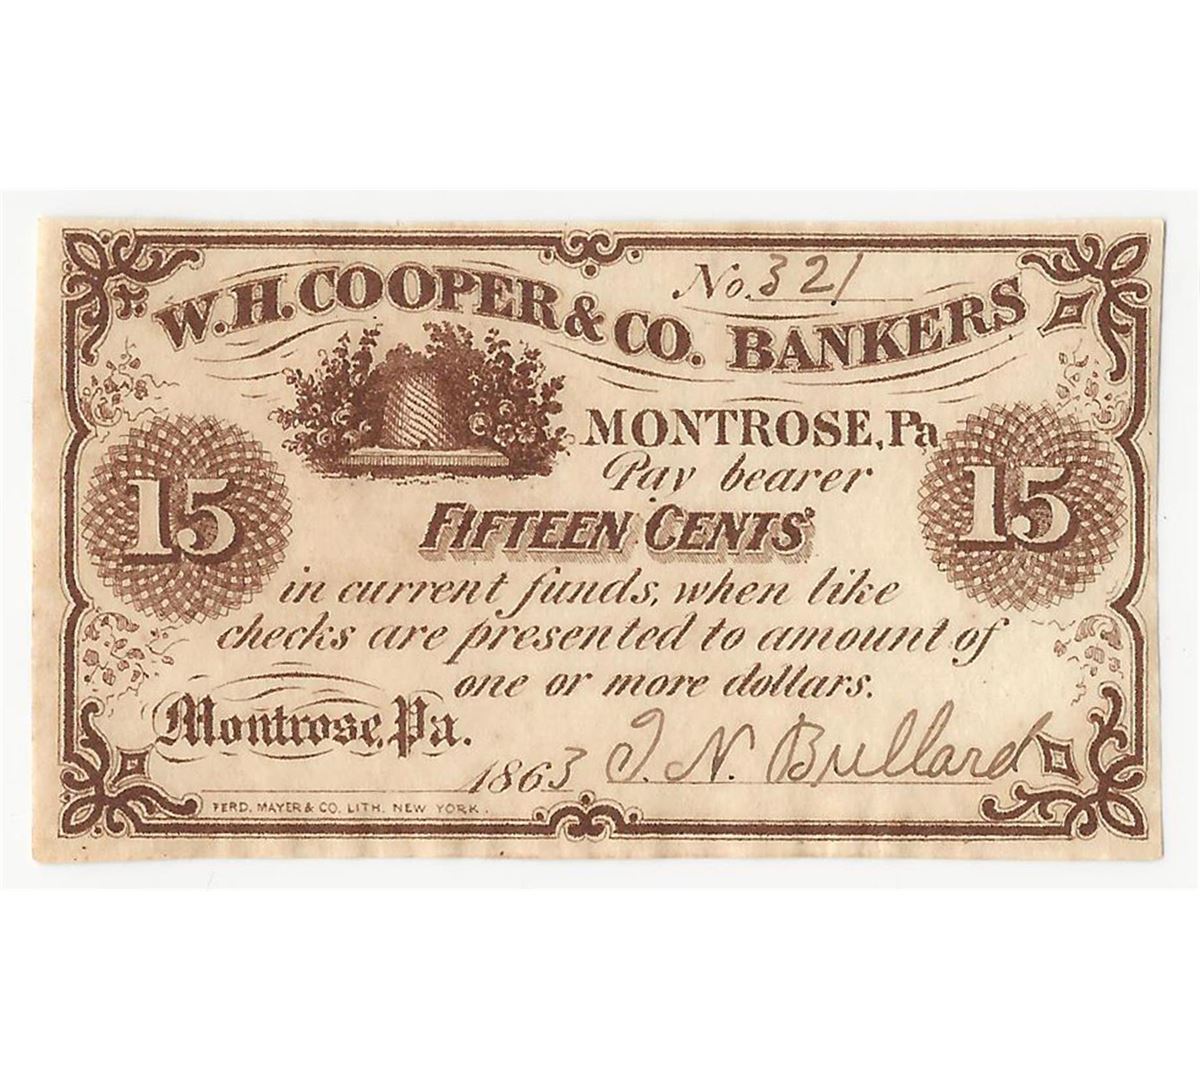 No. 321
W. H. COOPER & CO. BANKERS
MONTROSE, Pa
Pay bearer
15
15
FIFTEEN CENTS
in current funds, when like
checks are presented to amount of
one or more dollars.
Montrose, Pa.
1863
I. N. Bullard
FERD. MAYER & CO. LITH. NEW YORK.